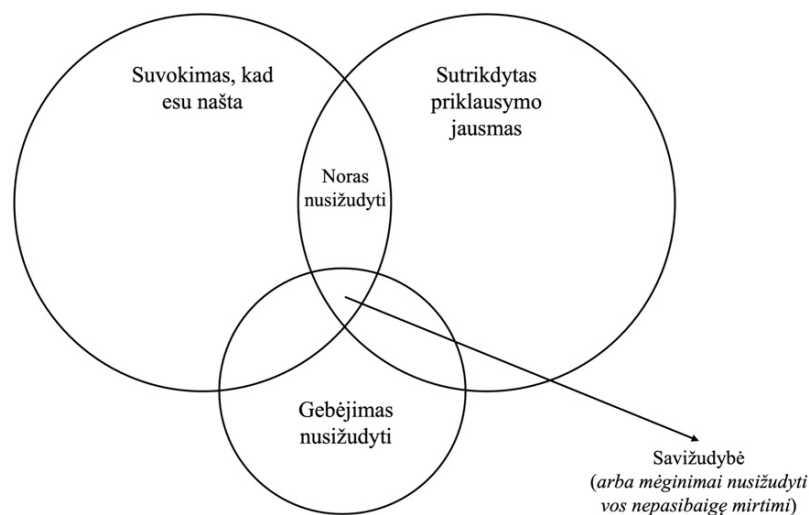 Suvokimas, kad
esu našta
Sutrikdytas
priklausymo
jausmas
Noras
nusižudyti
Gebėjimas
nusižudyti
Savižudybė
(arba mėginimai nusižudyti
vos nepasibaigę mirtimi)